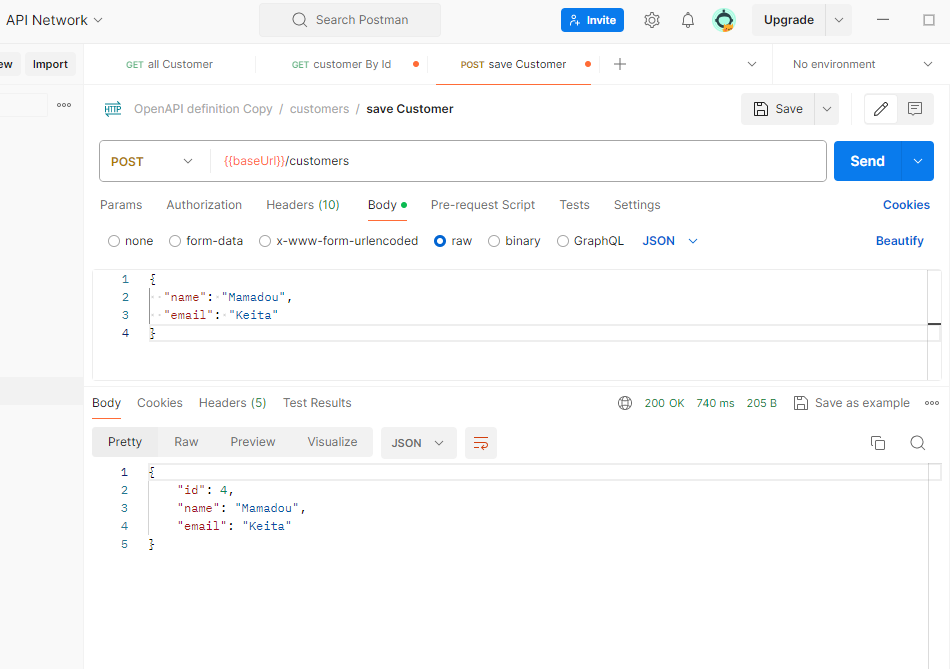 API Network
Search Postman
Invite
Upgrade
ew
Import
GET all Customer
GET customer By Id
POST save Customer
No environment
HTTP
OpenAPI definition Copy / customers / save Customer
Save
POST
{{baseUrl}}/customers
Send
Params
Authorization
Headers (10)
Body
Pre-request Script
Tests
Settings
Cookies
none
form-data
x-www-form-urlencoded
raw
binary
GraphQL
JSON
Beautify
1 {
2 "name": "Mamadou",
3 "email": "Keita"
4 }
Body
Cookies
Headers (5)
Test Results
200 OK
740 ms
205 B
Save as example
Pretty
Raw
Preview
Visualize
JSON
1 {
2 "id": 4,
3 "name": "Mamadou",
4 "email": "Keita"
5 }